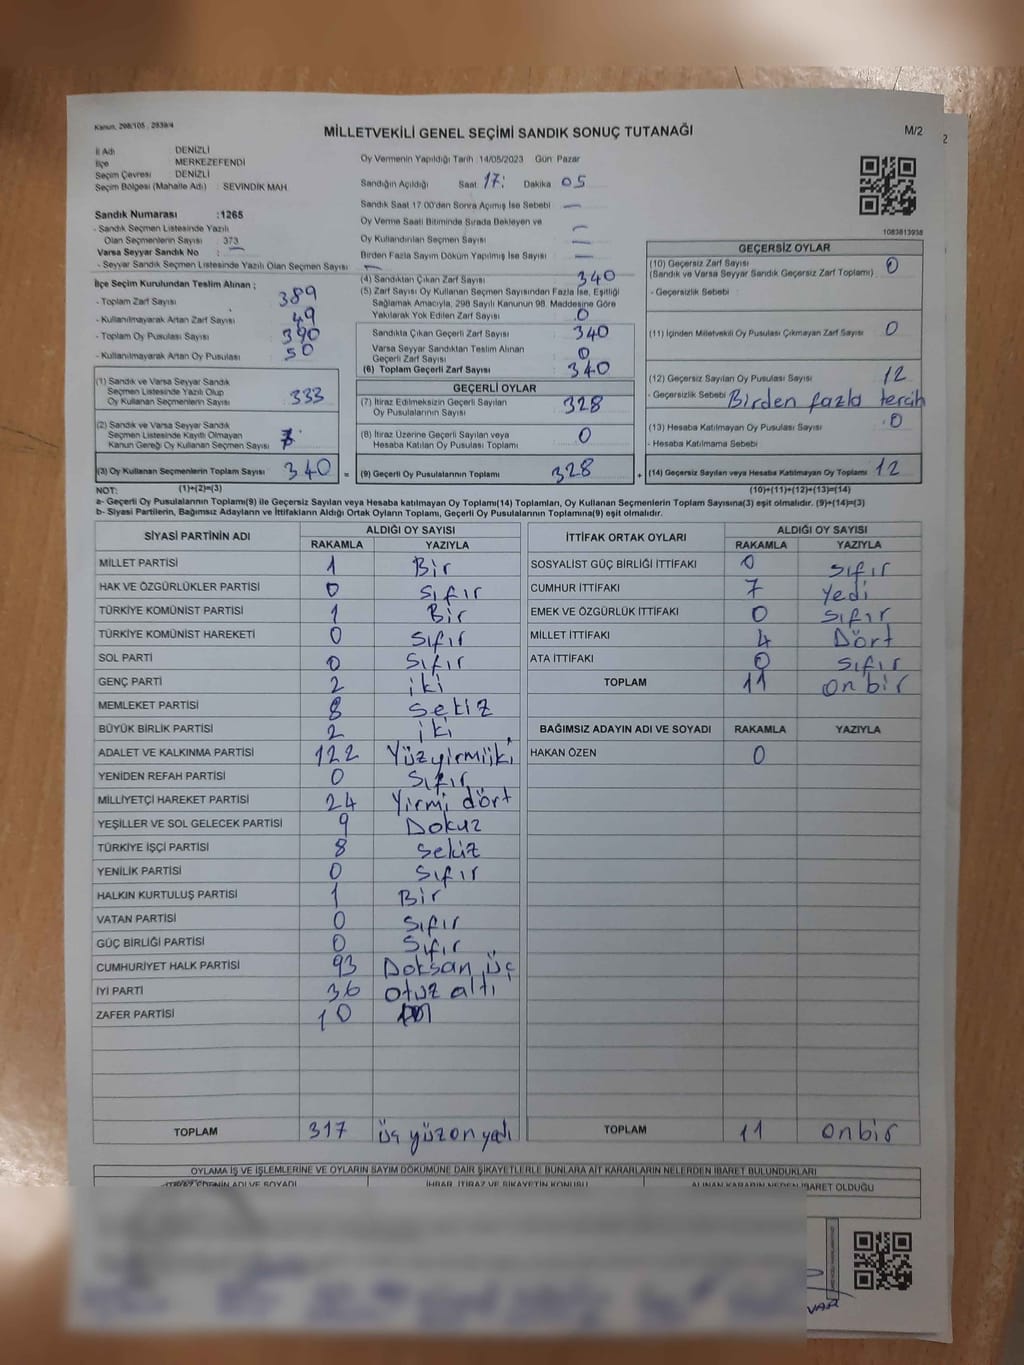 Kanun, 298/105 , 2839/4
MİLLETVEKİLİ GENEL SEÇİMİ SANDIK SONUÇ TUTANAĞI
M/2
2
İl Adı : DENİZLİ
İlçe : MERKEZEFENDİ
Seçim Çevresi : DENİZLİ
Seçim Bölgesi (Mahalle Adı) : SEVİNDİK MAH.
Oy Vermenin Yapıldığı Tarih :14/05/2023 Gün Pazar
Sandığın Açıldığı Saat 17: Dakika 05
Sandık Saat 17.00'den Sonra Açımış İse Sebebi —
Oy Verme Saati Bitiminde Sırada Bekleyen ve
Oy Kullandırılan Seçmen Sayısı —
Birden Fazla Sayım Döküm Yapılmış İse Sayısı —
1083813938
Sandık Numarası :1265
- Sandık Seçmen Listesinde Yazılı
Olan Seçmenlerin Sayısı : 373
Varsa Seyyar Sandık No : —
- Seyyar Sandık Seçmen Listesinde Yazılı Olan Seçmen Sayısı : —
İlçe Seçim Kurulundan Teslim Alınan ;
- Toplam Zarf Sayısı 389
- Kullanılmayarak Artan Zarf Sayısı 49
- Toplam Oy Pusulası Sayısı 390
- Kullanılmayarak Artan Oy Pusulası 50
(4) Sandıktan Çıkan Zarf Sayısı 340
(5) Zarf Sayısı Oy Kullanan Seçmen Sayısından Fazla İse, Eşitliği
Sağlamak Amacıyla, 298 Sayılı Kanunun 98. Maddesine Göre
Yakılarak Yok Edilen Zarf Sayısı 0
Sandıkta Çıkan Geçerli Zarf Sayısı 340
Varsa Seyyar Sandıktan Teslim Alınan
Geçerli Zarf Sayısı 0
(6) Toplam Geçerli Zarf Sayısı 340
GEÇERSİZ OYLAR
(10) Geçersiz Zarf Sayısı 0
(Sandık ve Varsa Seyyar Sandık Geçersiz Zarf Toplamı)
- Geçersizlik Sebebi :
(11) İçinden Milletvekili Oy Pusulası Çıkmayan Zarf Sayısı 0
(12) Geçersiz Sayılan Oy Pusulası Sayısı 12
- Geçersizlik Sebebi Birden fazla tercih
(13) Hesaba Katılmayan Oy Pusulası Sayısı 0
- Hesaba Katılmama Sebebi
(1) Sandık ve Varsa Seyyar Sandık
Seçmen Listesinde Yazılı Olup
Oy Kullanan Seçmenlerin Sayısı 333
(2) Sandık ve Varsa Seyyar Sandık
Seçmen Listesinde Kayıtlı Olmayan
Kanun Gereği Oy Kullanan Seçmen Sayısı 7
GEÇERLİ OYLAR
(7) İtiraz Edilmeksizin Geçerli Sayılan
Oy Pusulalarının Sayısı 328
(8) İtiraz Üzerine Geçerli Sayılan veya
Hesaba Katılan Oy Pusulası Toplamı 0
(3) Oy Kullanan Seçmenlerin Toplam Sayısı 340 = (9) Geçerli Oy Pusulalarının Toplamı 328 + (14) Geçersiz Sayılan veya Hesaba Katılmayan Oy Toplamı 12
NOT: (1)+(2)=(3) (10)+(11)+(12)+(13)=(14)
a- Geçerli Oy Pusulalarının Toplamı(9) ile Geçersiz Sayılan veya Hesaba katılmayan Oy Toplamı(14) Toplamları, Oy Kullanan Seçmenlerin Toplam Sayısına(3) eşit olmalıdır. (9)+(14)=(3)
b- Siyasi Partilerin, Bağımsız Adayların ve İttifakların Aldığı Ortak Oyların Toplamı, Geçerli Oy Pusulalarının Toplamına(9) eşit olmalıdır.
SİYASİ PARTİNİN ADI ALDIĞI OY SAYISI
RAKAMLA YAZIYLA
MİLLET PARTİSİ 1 Bir
HAK VE ÖZGÜRLÜKLER PARTİSİ 0 Sıfır
TÜRKİYE KOMÜNİST PARTİSİ 1 Bir
TÜRKİYE KOMÜNİST HAREKETİ 0 Sıfır
SOL PARTİ 0 Sıfır
GENÇ PARTİ 2 iki
MEMLEKET PARTİSİ 8 Sekiz
BÜYÜK BİRLİK PARTİSİ 2 iki
ADALET VE KALKINMA PARTİSİ 122 Yüzyirmiiki
YENİDEN REFAH PARTİSİ 0 Sıfır
MİLLİYETÇİ HAREKET PARTİSİ 24 Yirmi dört
YEŞİLLER VE SOL GELECEK PARTİSİ 9 Dokuz
TÜRKİYE İŞÇİ PARTİSİ 8 Sekiz
YENİLİK PARTİSİ 0 Sıfır
HALKIN KURTULUŞ PARTİSİ 1 Bir
VATAN PARTİSİ 0 Sıfır
GÜÇ BİRLİĞİ PARTİSİ 0 Sıfır
CUMHURİYET HALK PARTİSİ 93 Doksan üç
İYİ PARTİ 36 otuz altı
ZAFER PARTİSİ 10
TOPLAM 317 üç yüzon yedi
İTTİFAK ORTAK OYLARI ALDIĞI OY SAYISI
RAKAMLA YAZIYLA
SOSYALİST GÜÇ BİRLİĞİ İTTİFAKI 0 Sıfır
CUMHUR İTTİFAKI 7 Yedi
EMEK VE ÖZGÜRLÜK İTTİFAKI 0 Sıfır
MİLLET İTTİFAKI 4 Dört
ATA İTTİFAKI 0 Sıfır
TOPLAM 11 on bir
BAĞIMSIZ ADAYIN ADI VE SOYADI RAKAMLA YAZIYLA
HAKAN ÖZEN 0
TOPLAM 11 onbir
OYLAMA İŞ VE İŞLEMLERİNE VE OYLARIN SAYIM DÖKÜMÜNE DAİR ŞİKAYETLERLE BUNLARA AİT KARARLARIN NELERDEN İBARET BULUNDUKLARI
İTİRAZ EDENİN ADI VE SOYADI İHBAR, İTİRAZ VE ŞİKAYETİN KONUSU ALINAN KARARIN NEDEN İBARET OLDUĞU